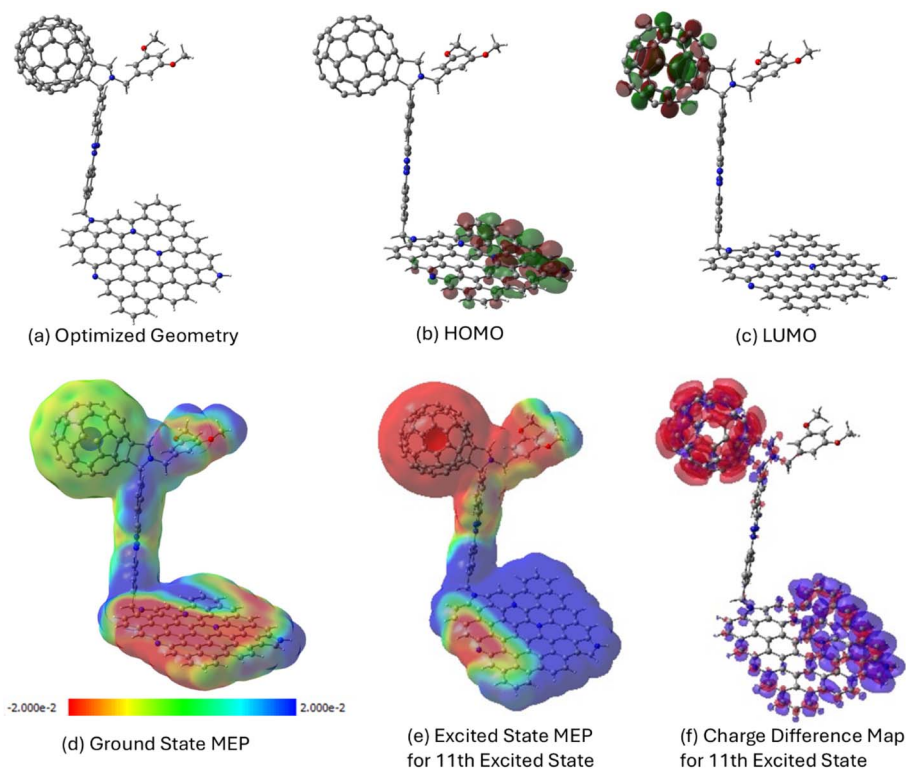 (a) Optimized Geometry
(b) HOMO
(c) LUMO
-2.000e-2
2.000e-2
(d) Ground State MEP
(e) Excited State MEP
for 11th Excited State
(f) Charge Difference Map
for 11th Excited State